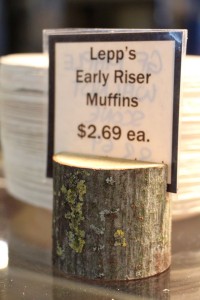 Lepp's
Early Riser
Muffins
$2.69 ea.